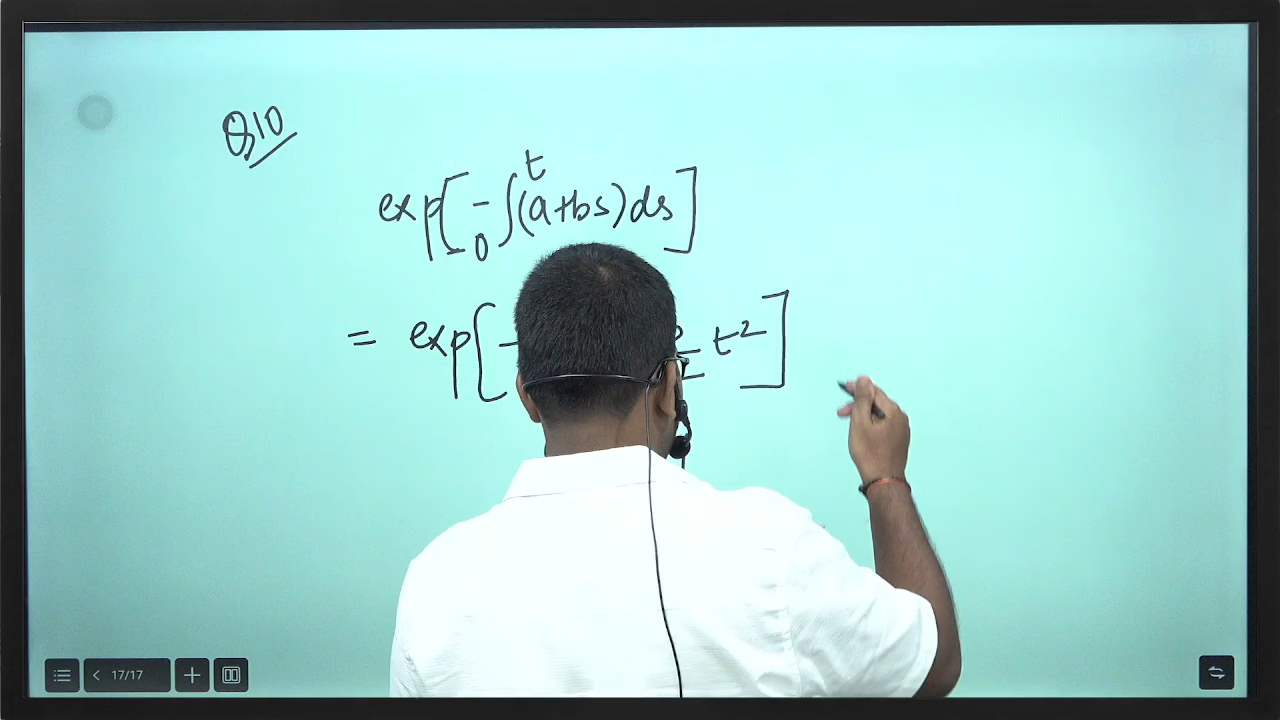 Q10
exp[-∫₀ᵗ(a+bs)ds]
= exp[- t²]
17/17